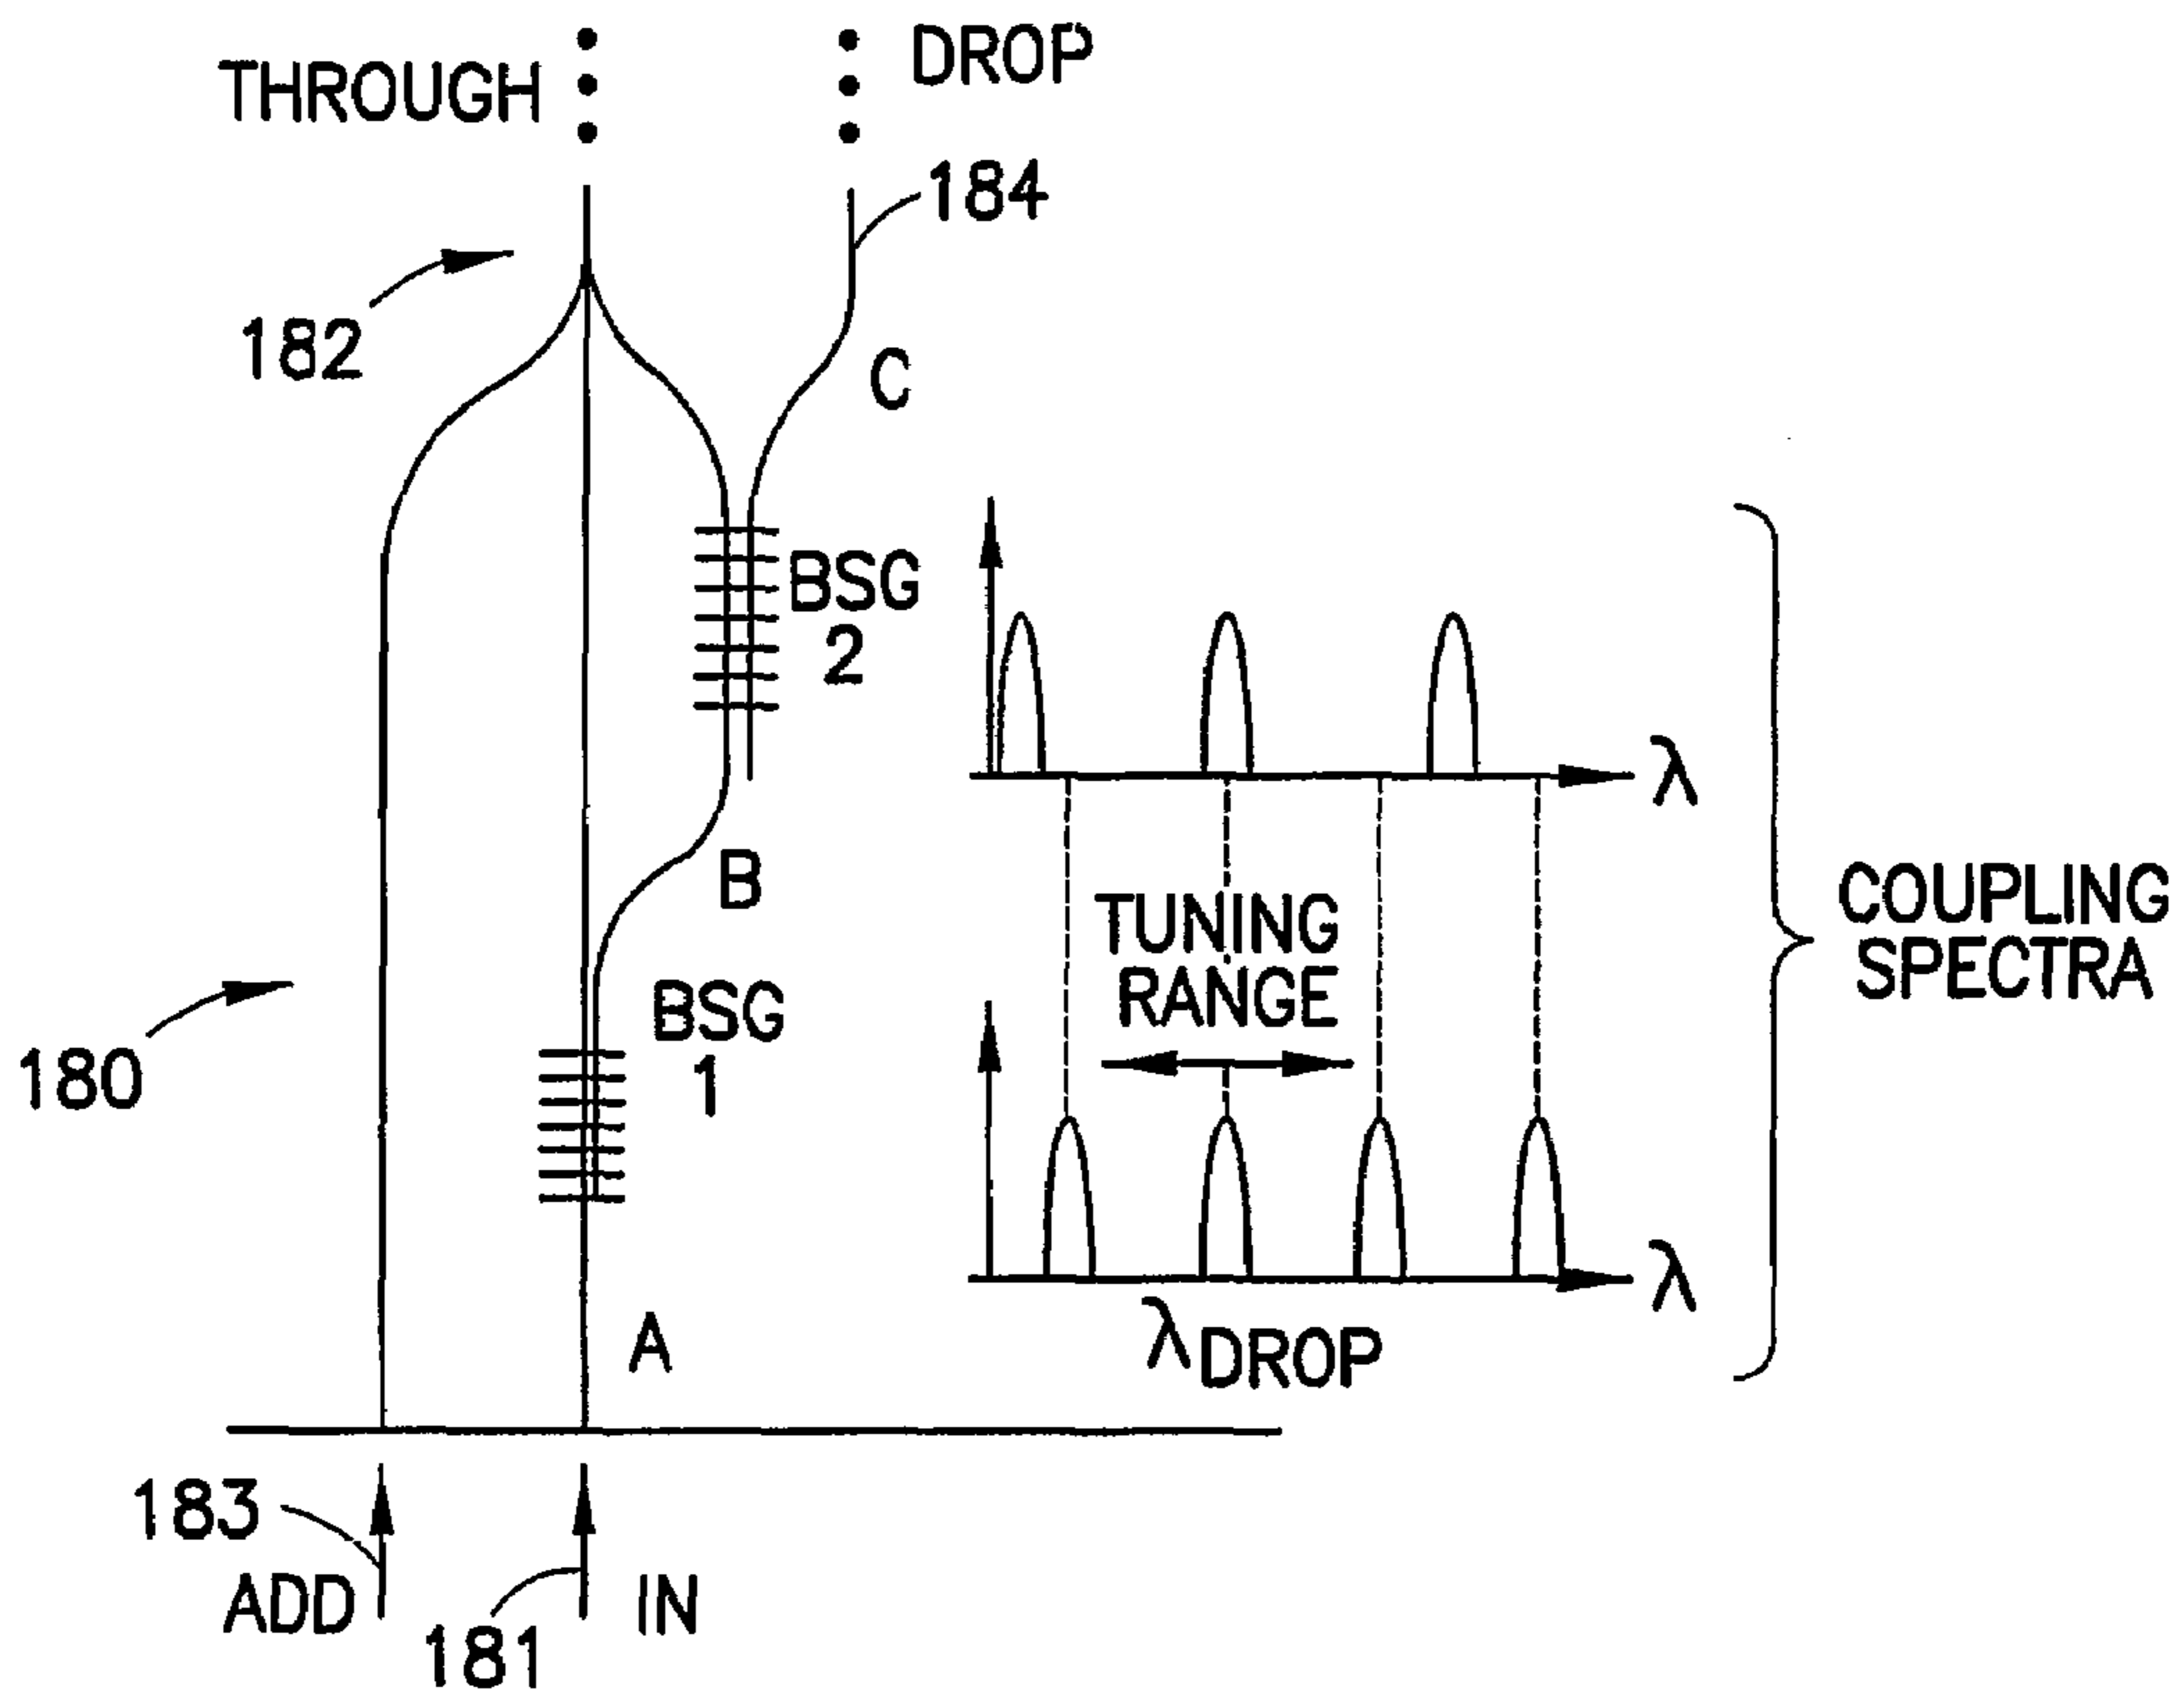 THROUGH
DROP
184
182
C
BSG
2
λ
B
TUNING
RANGE
COUPLING
SPECTRA
BSG
1
180
λ
λDROP
A
183
ADD
181
IN